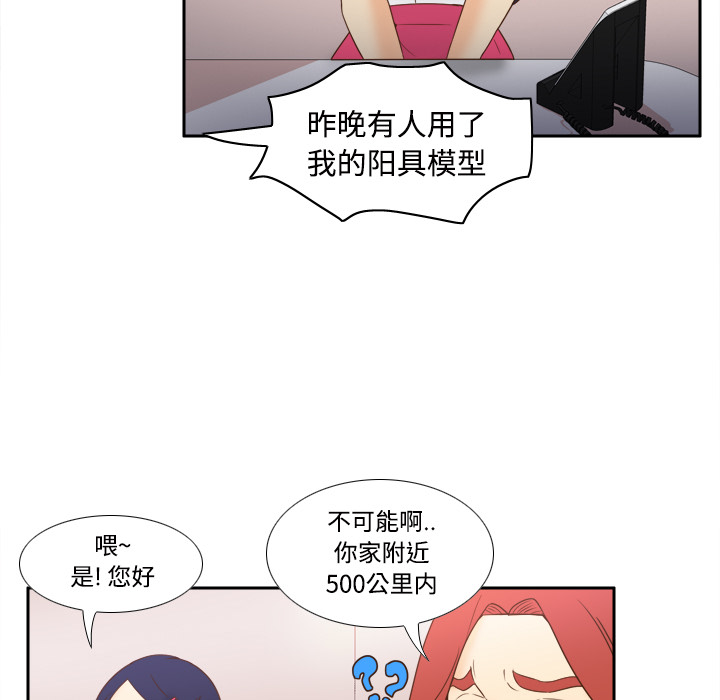 昨晚有人用了
我的阳具模型
喂~
是! 您好
不可能啊..
你家附近
500公里内
??